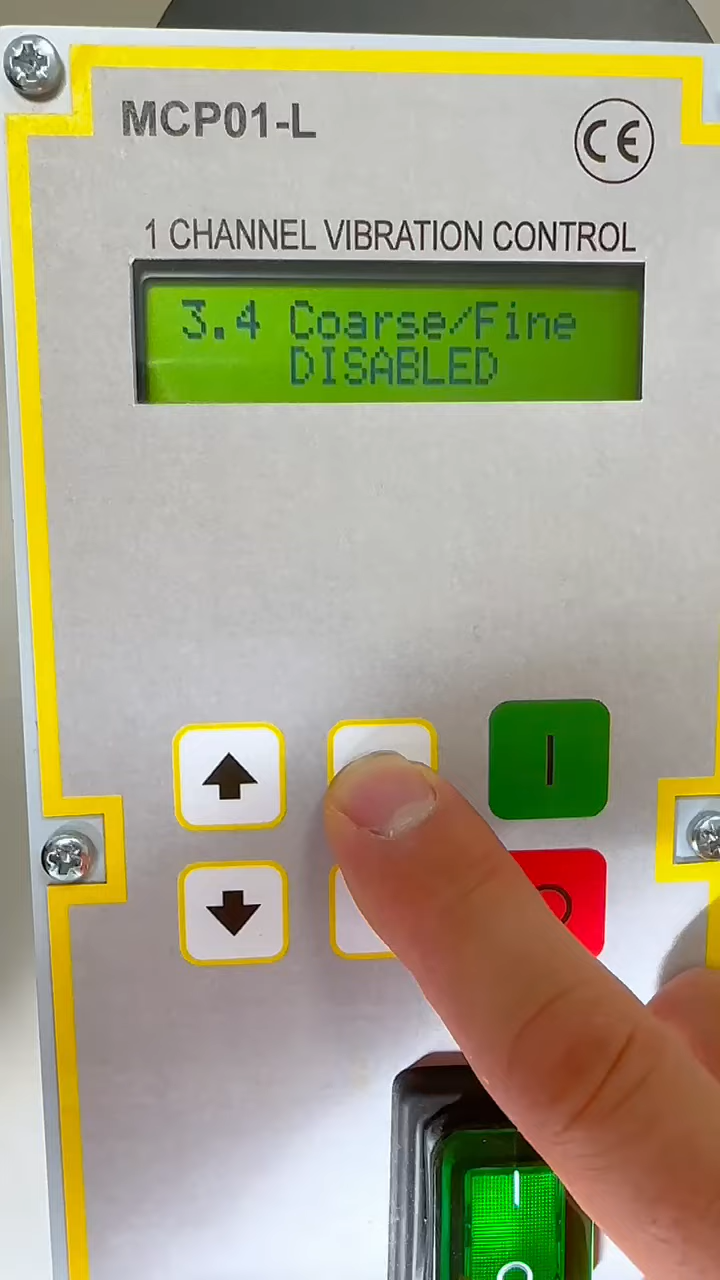 MCP01-L
CE
1 CHANNEL VIBRATION CONTROL
3.4 Coarse/Fine
DISABLED